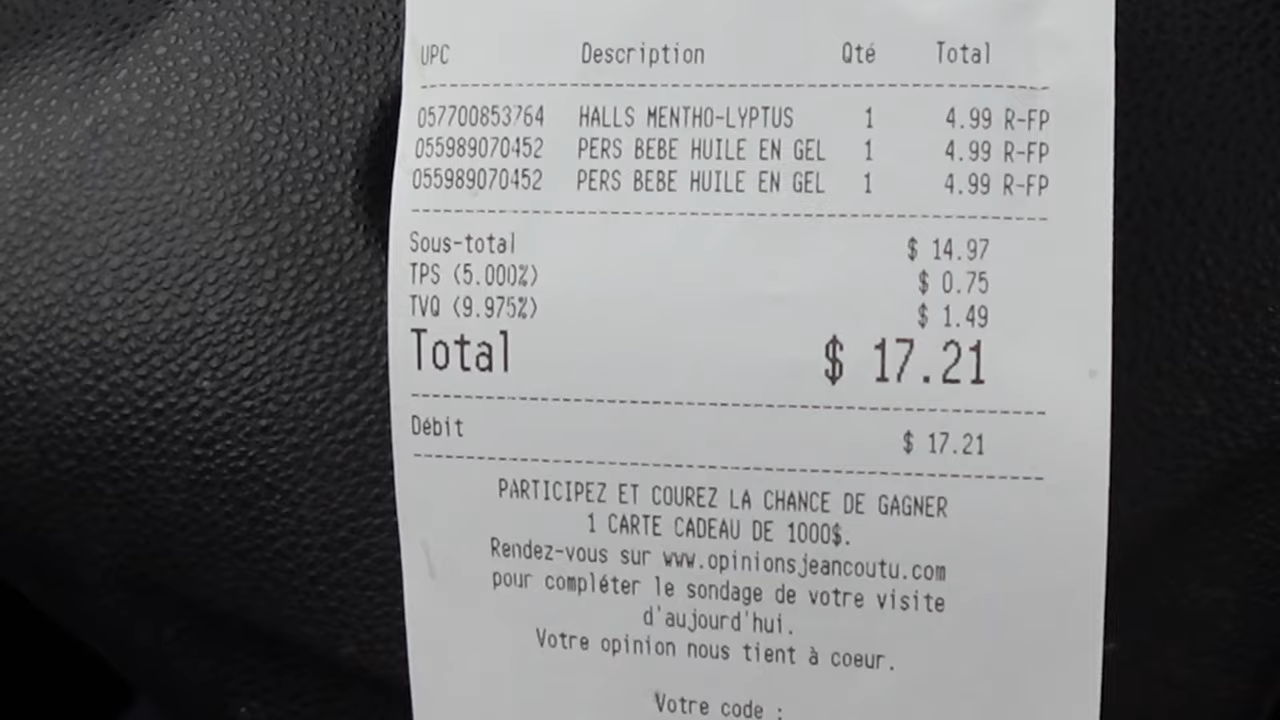 UPC Description Qté Total
057700853764 HALLS MENTHO-LYPTUS 1 4.99 R-FP
055989070452 PERS BEBE HUILE EN GEL 1 4.99 R-FP
055989070452 PERS BEBE HUILE EN GEL 1 4.99 R-FP
Sous-total $ 14.97
TPS (5.000%) $ 0.75
TVQ (9.975%) $ 1.49
Total $ 17.21
Débit $ 17.21
PARTICIPEZ ET COUREZ LA CHANCE DE GAGNER
1 CARTE CADEAU DE 1000$.
Rendez-vous sur www.opinionsjeancoutu.com
pour compléter le sondage de votre visite
d'aujourd'hui.
Votre opinion nous tient à coeur.
Votre code :